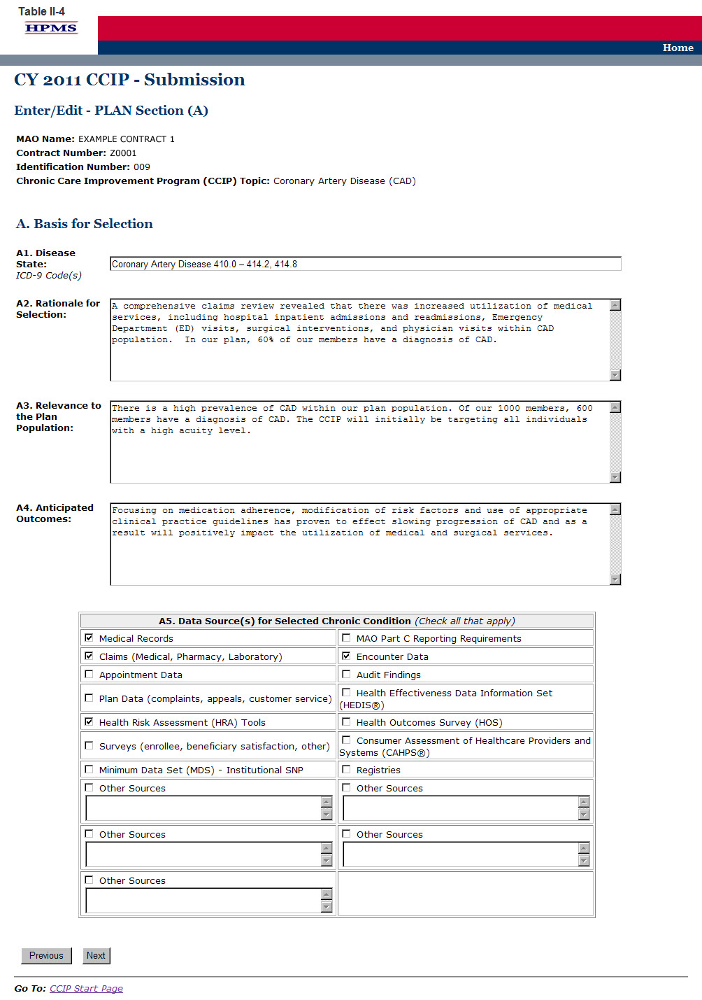 Table II-4
HPMS
Home
CY 2011 CCIP - Submission
Enter/Edit - PLAN Section (A)
MAO Name: EXAMPLE CONTRACT 1
Contract Number: Z0001
Identification Number: 009
Chronic Care Improvement Program (CCIP) Topic: Coronary Artery Disease (CAD)
A. Basis for Selection
A1. Disease
State:
ICD-9 Code(s)
Coronary Artery Disease 410.0 – 414.2, 414.8
A2. Rationale for
Selection:
A comprehensive claims review revealed that there was increased utilization of medical
services, including hospital inpatient admissions and readmissions, Emergency
Department (ED) visits, surgical interventions, and physician visits within CAD
population.  In our plan, 60% of our members have a diagnosis of CAD.
A3. Relevance to
the Plan
Population:
There is a high prevalence of CAD within our plan population. Of our 1000 members, 600
members have a diagnosis of CAD. The CCIP will initially be targeting all individuals
with a high acuity level.
A4. Anticipated
Outcomes:
Focusing on medication adherence, modification of risk factors and use of appropriate
clinical practice guidelines has proven to effect slowing progression of CAD and as a
result will positively impact the utilization of medical and surgical services.
A5. Data Source(s) for Selected Chronic Condition (Check all that apply)
Medical Records
MAO Part C Reporting Requirements
Claims (Medical, Pharmacy, Laboratory)
Encounter Data
Appointment Data
Audit Findings
Plan Data (complaints, appeals, customer service)
Health Effectiveness Data Information Set
(HEDIS®)
Health Risk Assessment (HRA) Tools
Health Outcomes Survey (HOS)
Surveys (enrollee, beneficiary satisfaction, other)
Consumer Assessment of Healthcare Providers and
Systems (CAHPS®)
Minimum Data Set (MDS) - Institutional SNP
Registries
Other Sources
Other Sources
Other Sources
Other Sources
Other Sources
Previous
Next
Go To: CCIP Start Page